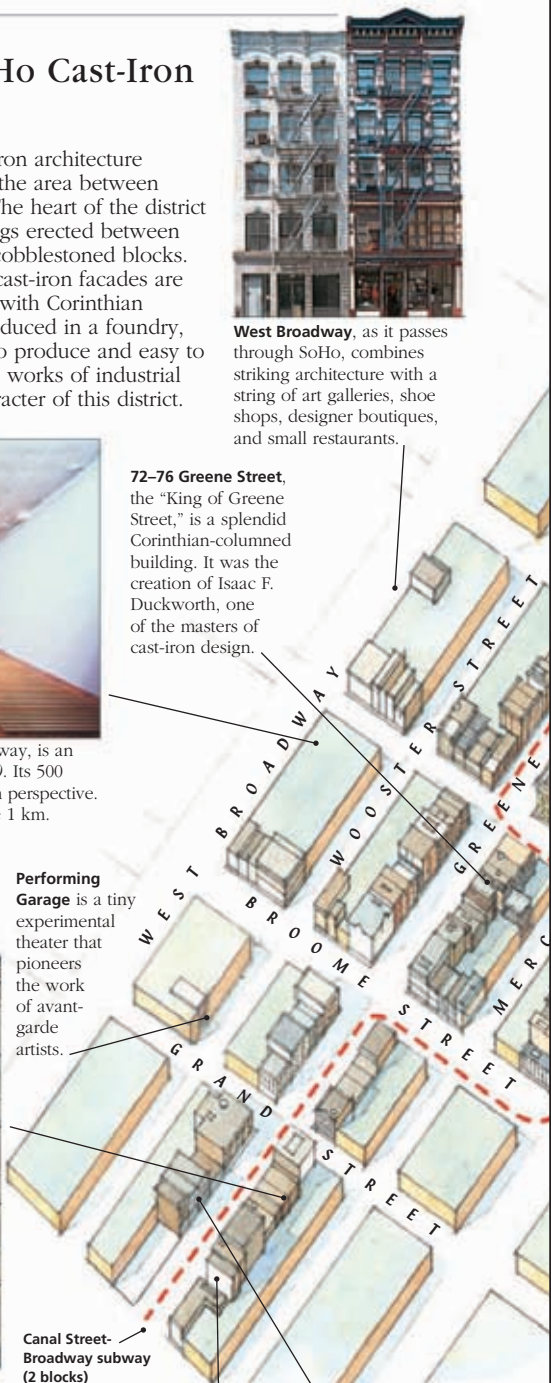 Ho Cast-Iron
ron architecture
the area between
he heart of the district
gs erected between
cobblestoned blocks.
cast-iron facades are
with Corinthian
duced in a foundry,
o produce and easy to
works of industrial
racter of this district.
West Broadway, as it passes
through SoHo, combines
striking architecture with a
string of art galleries, shoe
shops, designer boutiques,
and small restaurants.
72–76 Greene Street,
the “King of Greene
Street,” is a splendid
Corinthian-columned
building. It was the
creation of Isaac F.
Duckworth, one
of the masters of
cast-iron design.
way, is an
9. Its 500
n perspective.
e 1 km.
Performing
Garage is a tiny
experimental
theater that
pioneers
the work
of avant-
garde
artists.
WEST BROADWAY
WOOSTER STREET
GREENE
MERC
BROOME STREET
GRAND STREET
Canal Street-
Broadway subway
(2 blocks)